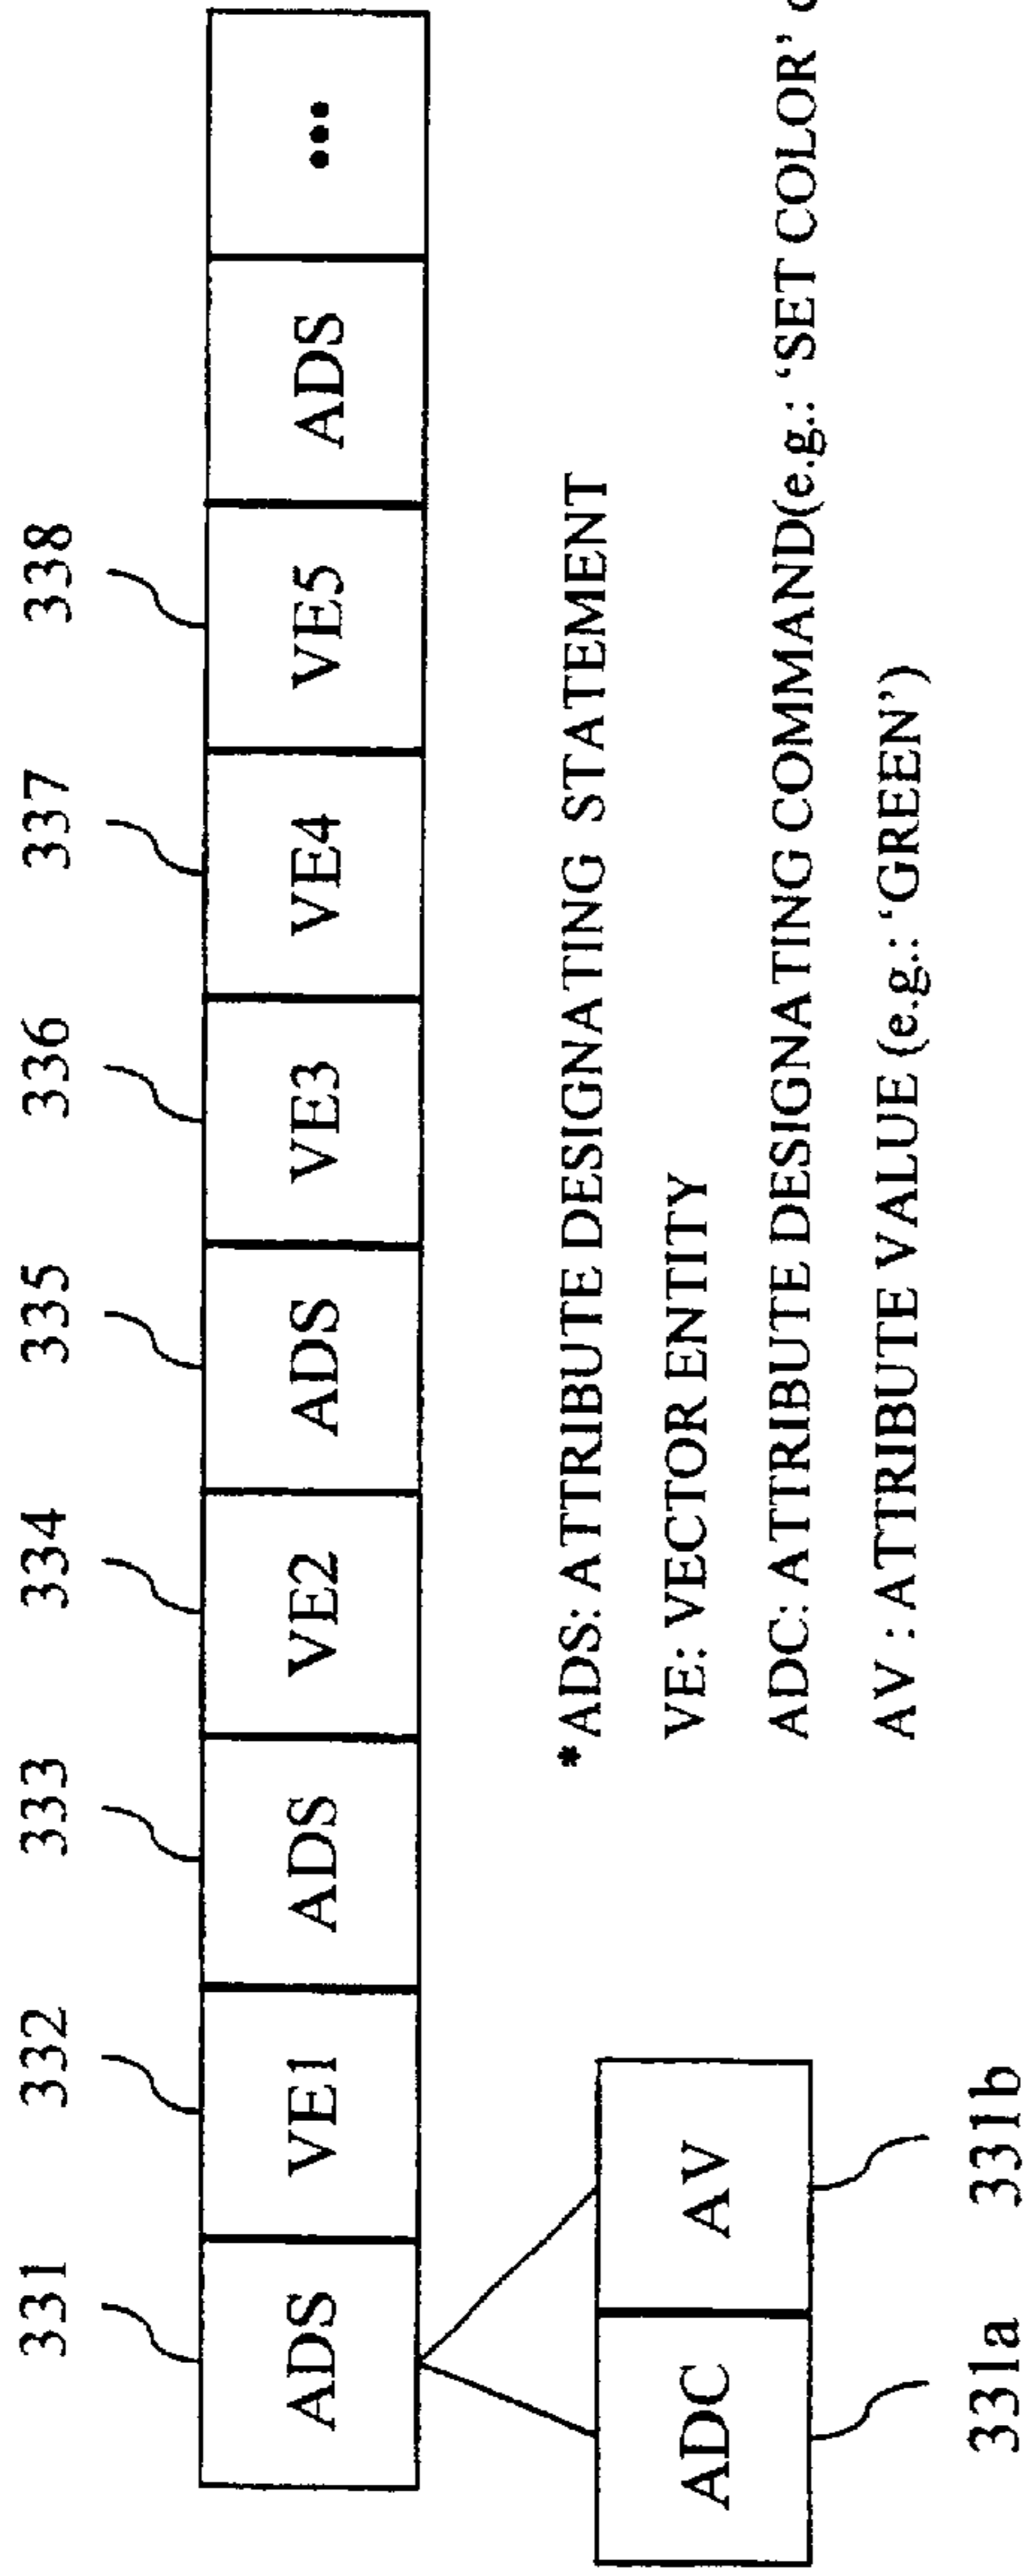 331 332 333 334 335 336 337 338
ADS VE1 ADS VE2 ADS VE3 VE4 VE5 ADS •••
ADC AV
331a 331b
*ADS: ATTRIBUTE DESIGNATING STATEMENT
VE: VECTOR ENTITY
ADC: ATTRIBUTE DESIGNATING COMMAND(e.g.: ‘SET COLOR’
AV : ATTRIBUTE VALUE (e.g.: ‘GREEN’)